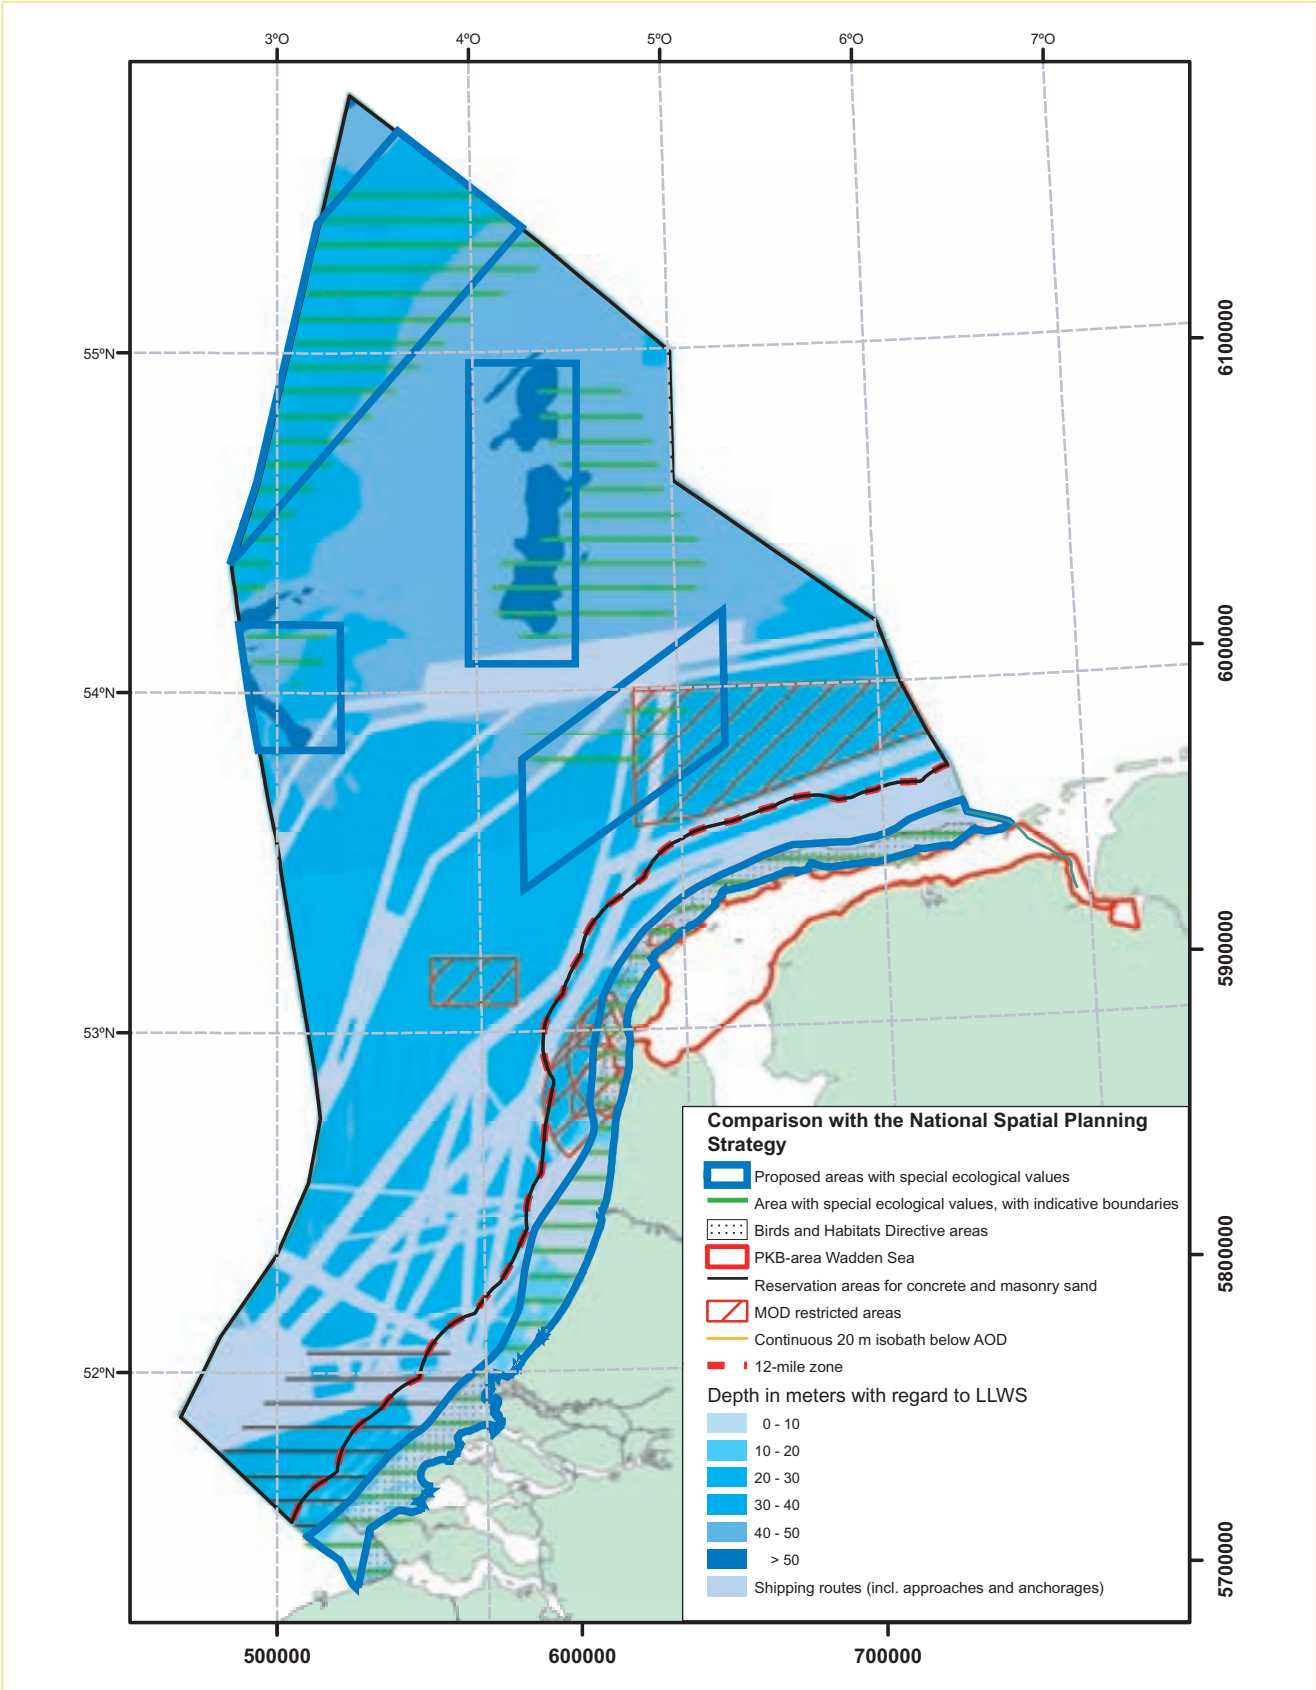 3ºO
4ºO
5ºO
6ºO
7ºO
55ºN
54ºN
53ºN
52ºN
6100000
6000000
5900000
5800000
5700000
500000
600000
700000
Comparison with the National Spatial Planning
Strategy
Proposed areas with special ecological values
Area with special ecological values, with indicative boundaries
Birds and Habitats Directive areas
PKB-area Wadden Sea
Reservation areas for concrete and masonry sand
MOD restricted areas
Continuous 20 m isobath below AOD
12-mile zone
Depth in meters with regard to LLWS
0 - 10
10 - 20
20 - 30
30 - 40
40 - 50
> 50
Shipping routes (incl. approaches and anchorages)